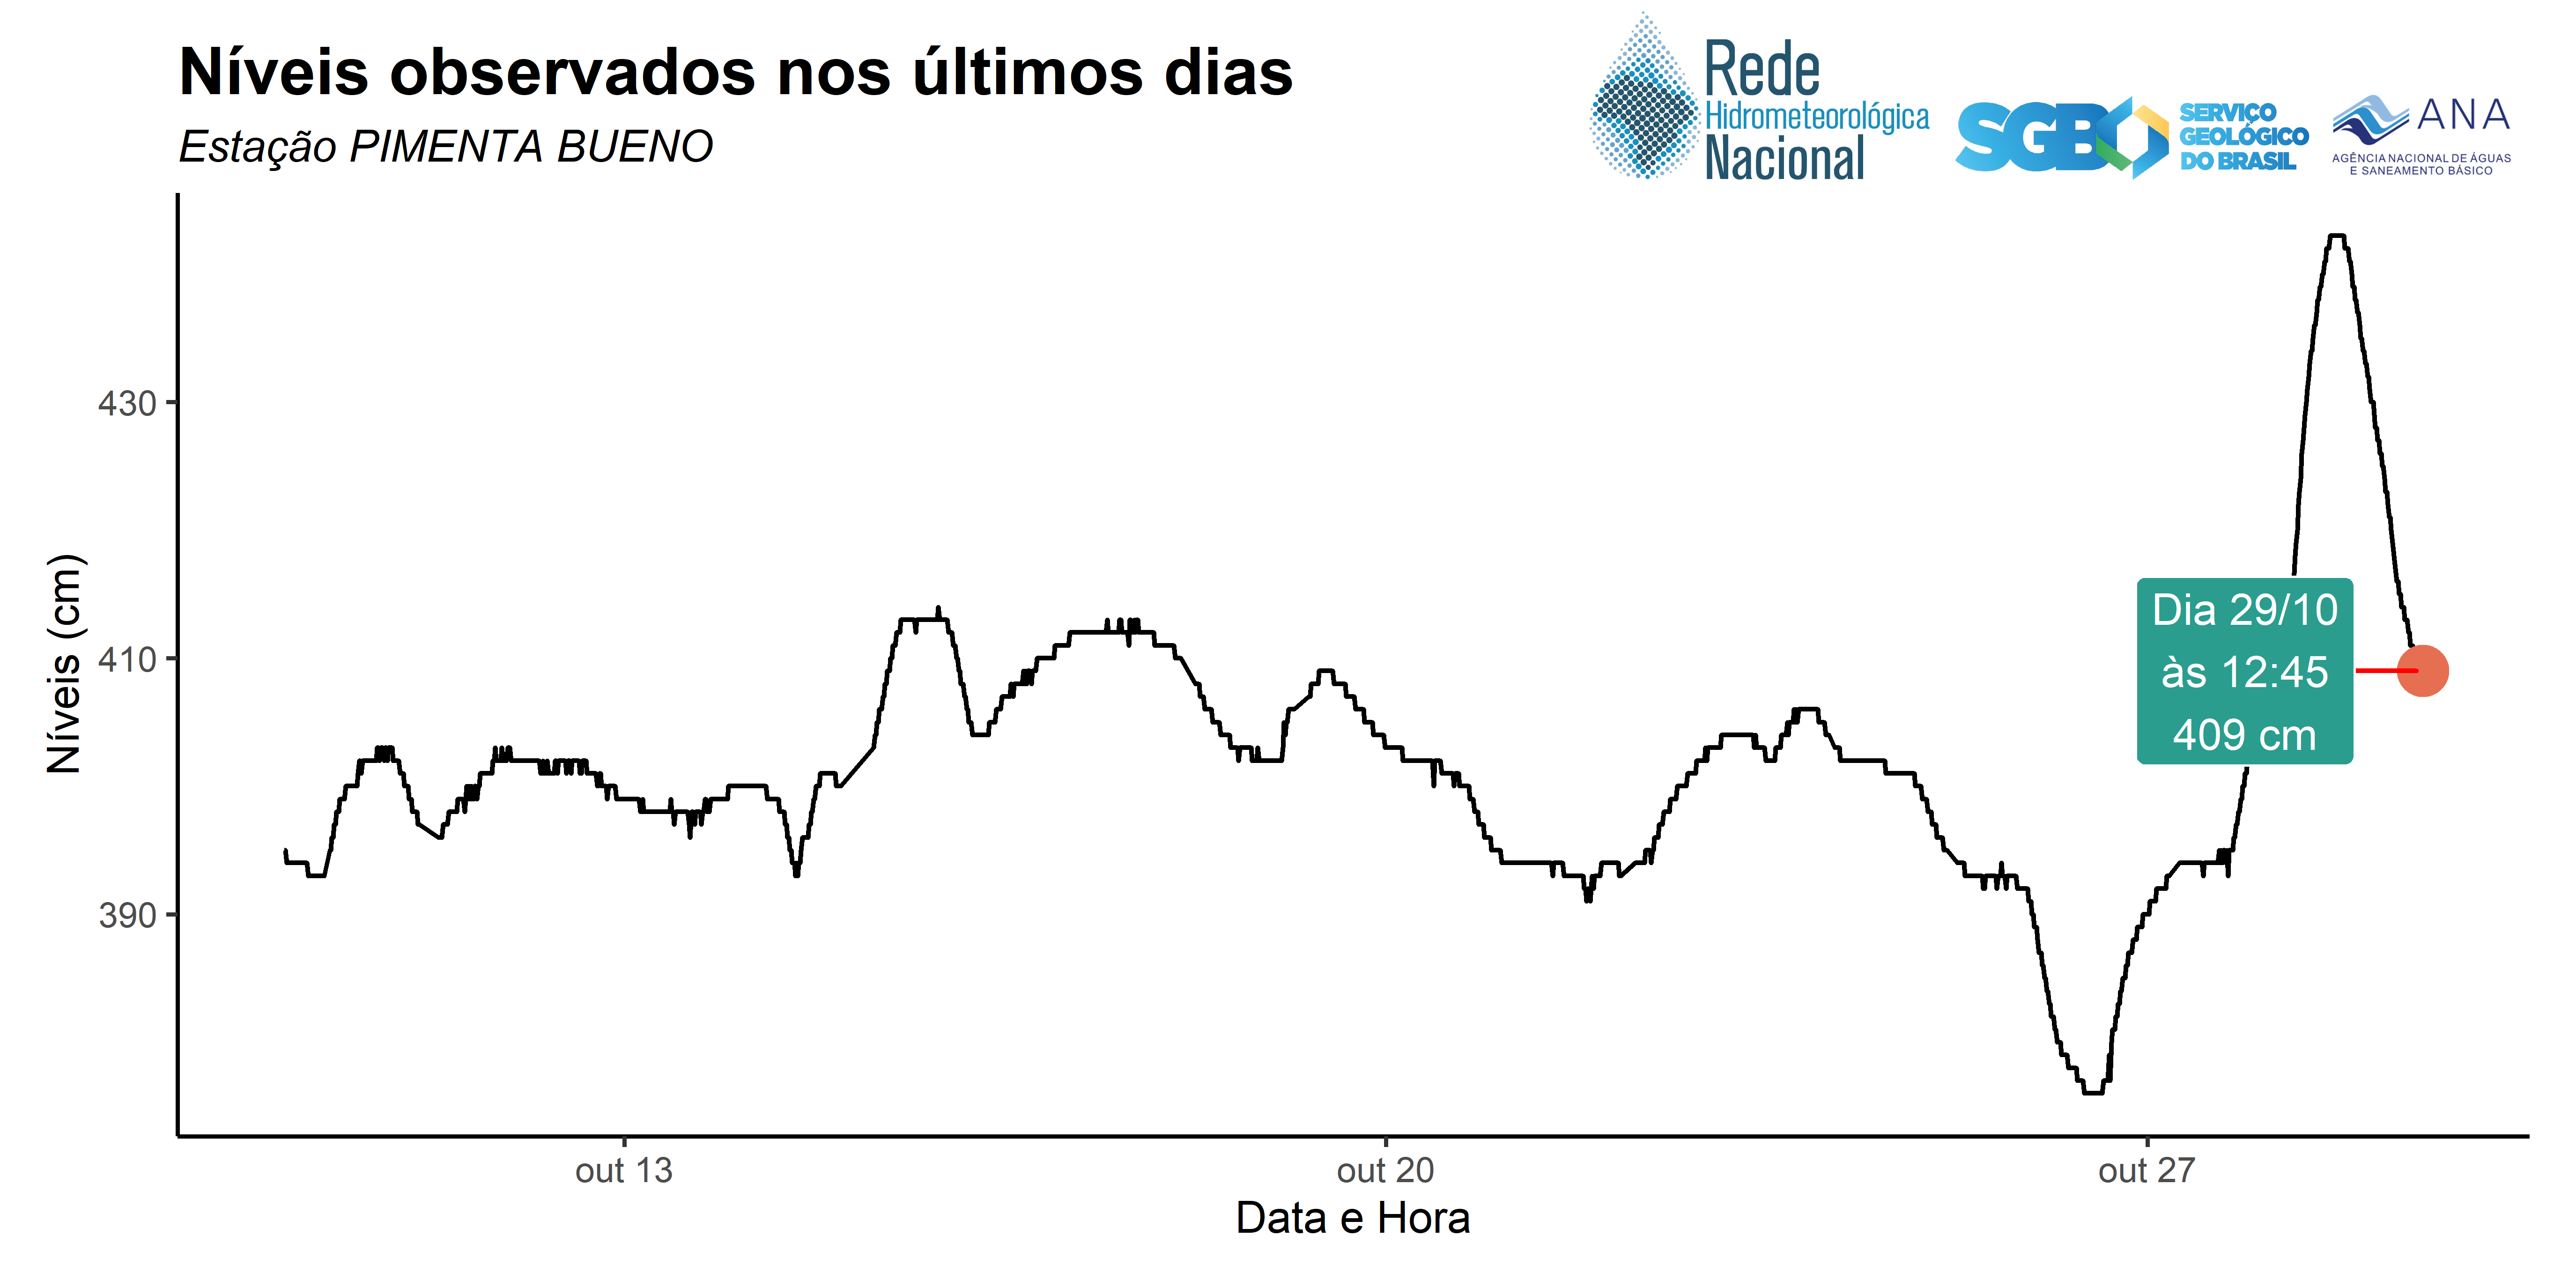 Níveis observados nos últimos dias
Estação PIMENTA BUENO
Rede
Hidrometeorológica
Nacional
SGB
SERVIÇO
GEOLÓGICO
DO BRASIL
ANA
AGÊNCIA NACIONAL DE ÁGUAS
E SANEAMENTO BÁSICO
Níveis (cm)
430
410
390
Dia 29/10
às 12:45
409 cm
out 13
out 20
out 27
Data e Hora